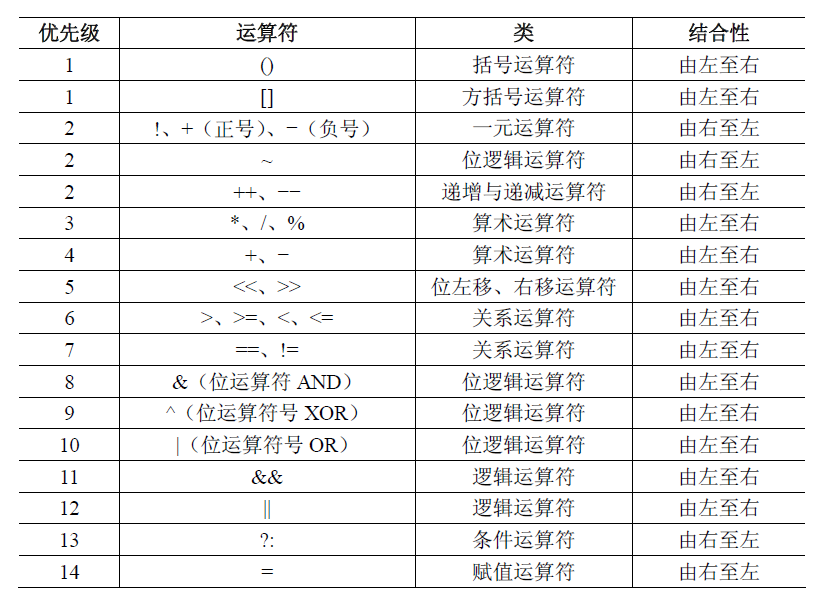 优先级 运算符 类 结合性
1 () 括号运算符 由左至右
1 [] 方括号运算符 由左至右
2 !、+（正号）、−（负号） 一元运算符 由右至左
2 ~ 位逻辑运算符 由右至左
2 ++、−− 递增与递减运算符 由右至左
3 *、/、% 算术运算符 由左至右
4 +、− 算术运算符 由左至右
5 <<、>> 位左移、右移运算符 由左至右
6 >、>=、<、<= 关系运算符 由左至右
7 ==、!= 关系运算符 由左至右
8 &（位运算符 AND） 位逻辑运算符 由左至右
9 ^（位运算符号 XOR） 位逻辑运算符 由左至右
10 |（位运算符号 OR） 位逻辑运算符 由左至右
11 && 逻辑运算符 由左至右
12 || 逻辑运算符 由左至右
13 ?: 条件运算符 由右至左
14 = 赋值运算符 由右至左